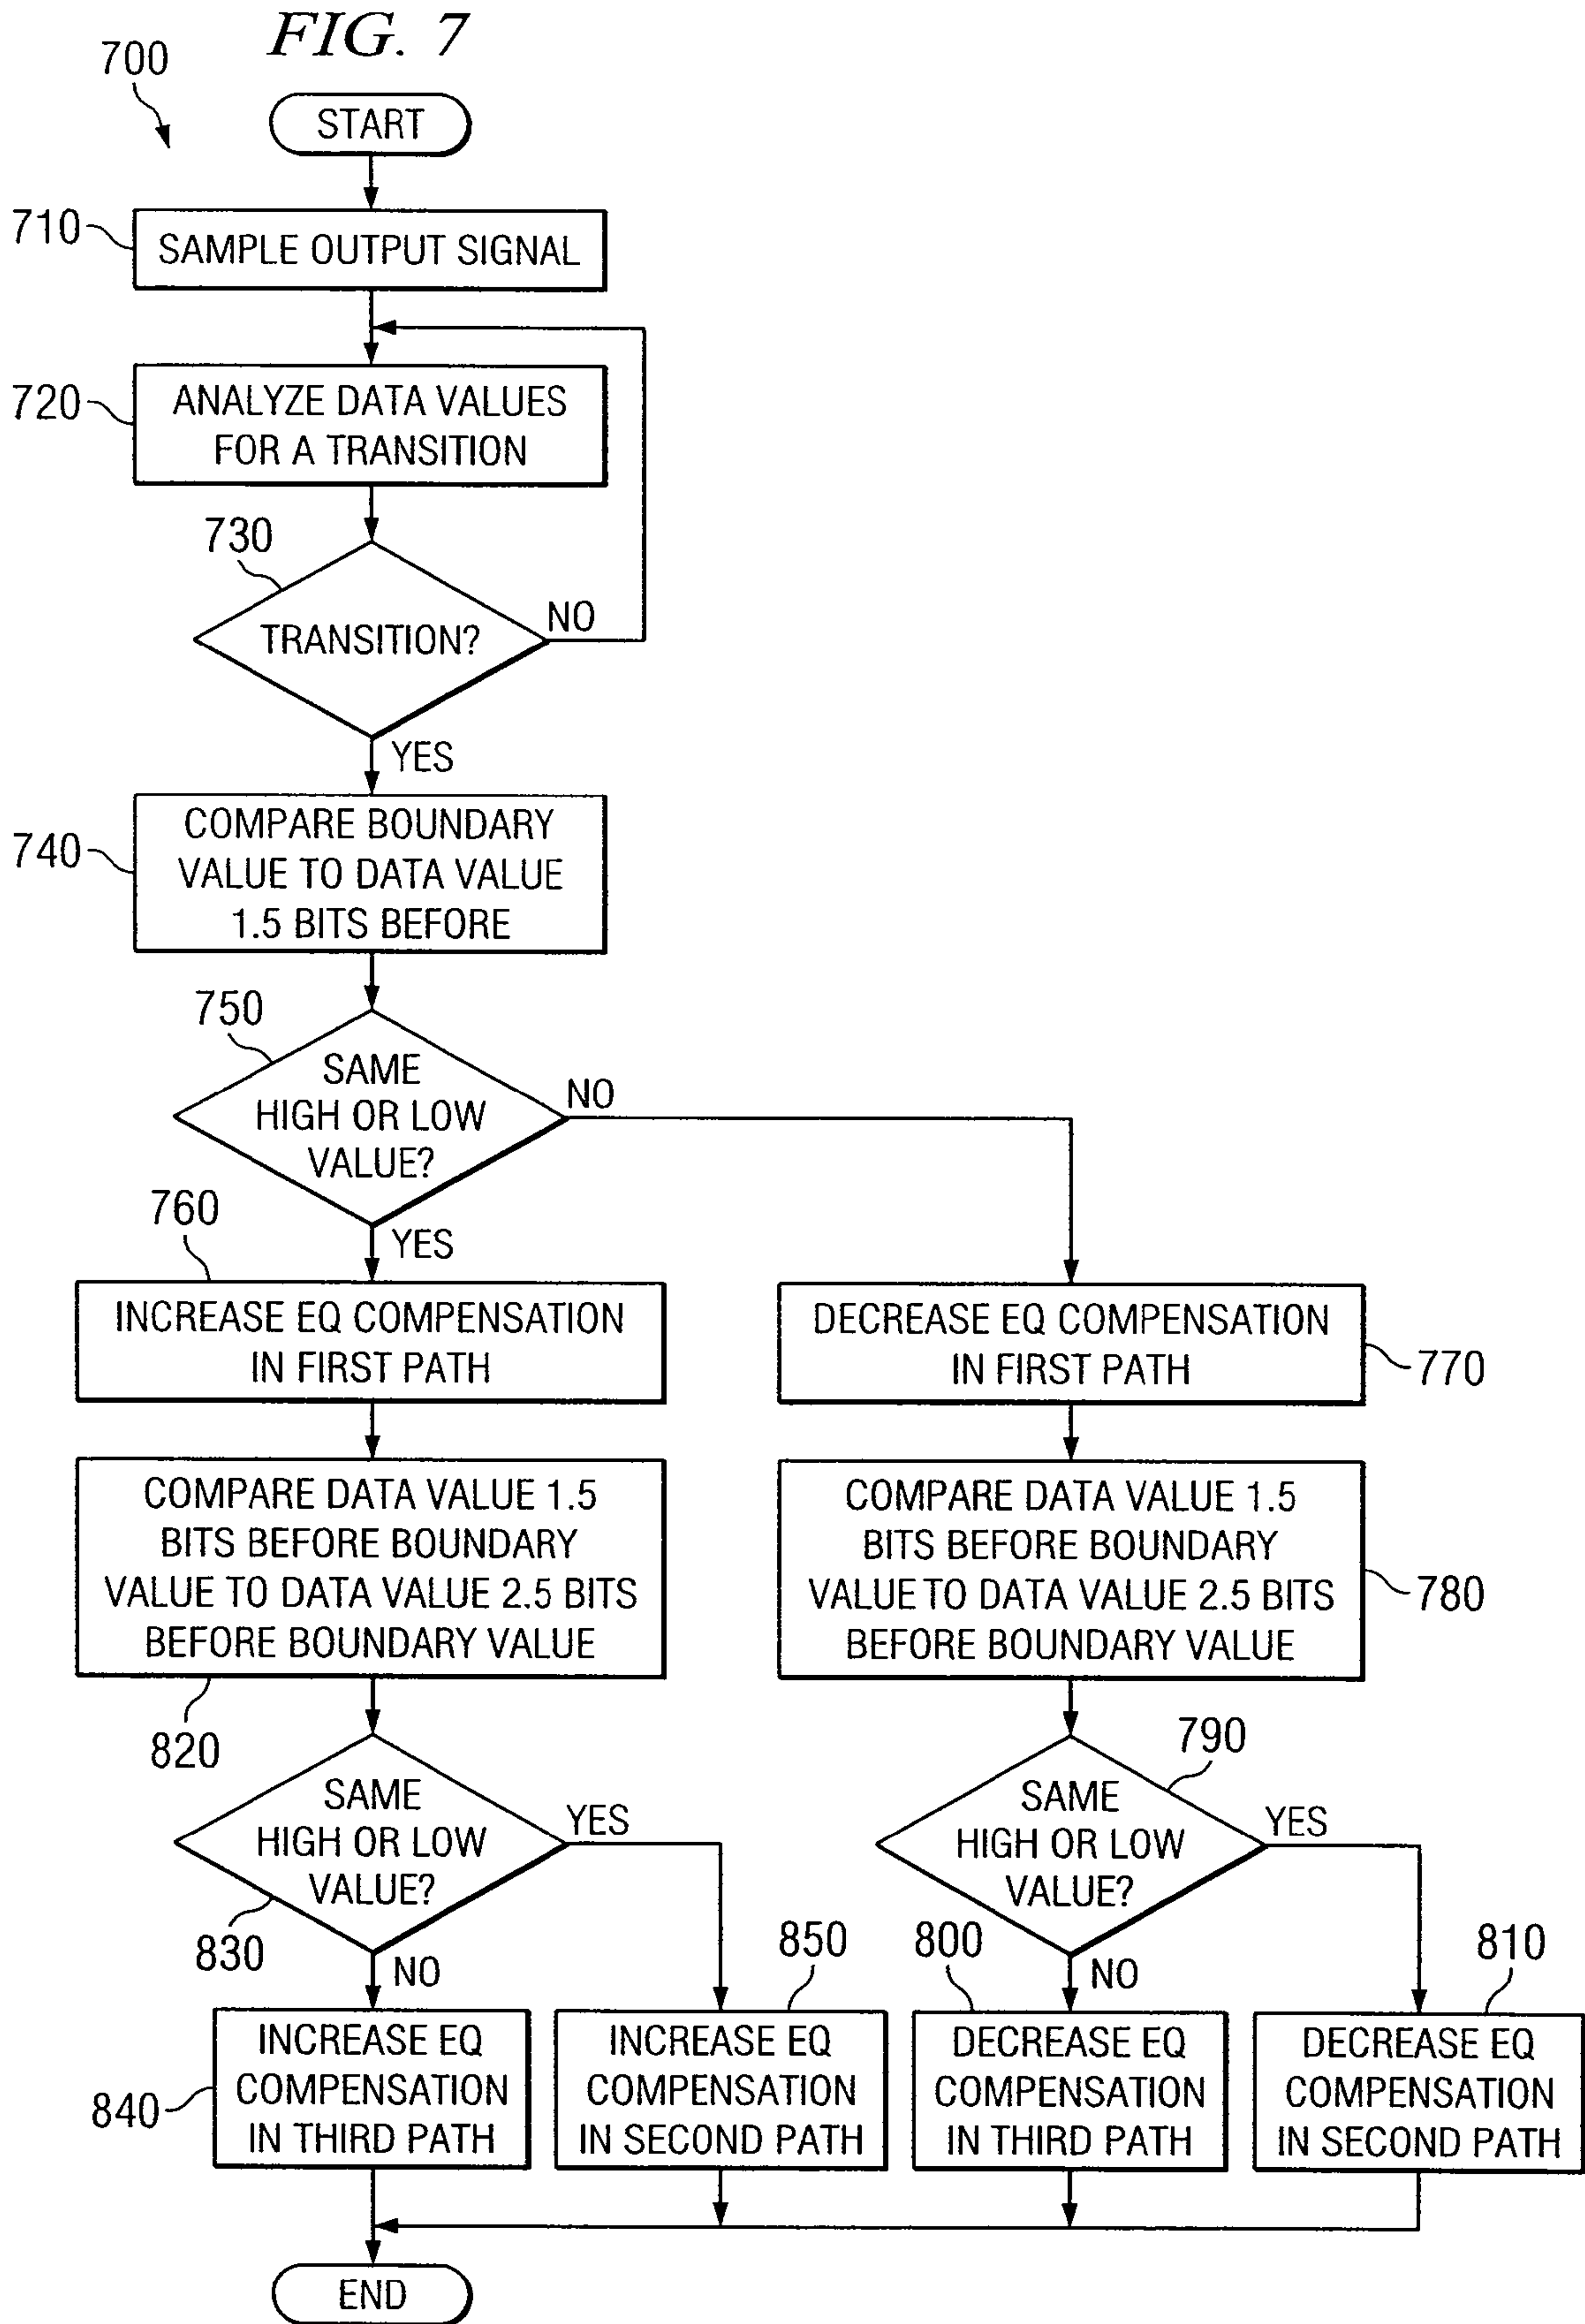 FIG. 7
700
START
710
SAMPLE OUTPUT SIGNAL
720
ANALYZE DATA VALUES
FOR A TRANSITION
730
TRANSITION?
NO
YES
740
COMPARE BOUNDARY
VALUE TO DATA VALUE
1.5 BITS BEFORE
750
SAME
HIGH OR LOW
VALUE?
NO
YES
760
INCREASE EQ COMPENSATION
IN FIRST PATH
DECREASE EQ COMPENSATION
IN FIRST PATH
770
COMPARE DATA VALUE 1.5
BITS BEFORE BOUNDARY
VALUE TO DATA VALUE 2.5 BITS
BEFORE BOUNDARY VALUE
820
COMPARE DATA VALUE 1.5
BITS BEFORE BOUNDARY
VALUE TO DATA VALUE 2.5 BITS
BEFORE BOUNDARY VALUE
780
SAME
HIGH OR LOW
VALUE?
YES
830
NO
790
SAME
HIGH OR LOW
VALUE?
YES
NO
840
INCREASE EQ
COMPENSATION
IN THIRD PATH
850
INCREASE EQ
COMPENSATION
IN SECOND PATH
800
DECREASE EQ
COMPENSATION
IN THIRD PATH
810
DECREASE EQ
COMPENSATION
IN SECOND PATH
END